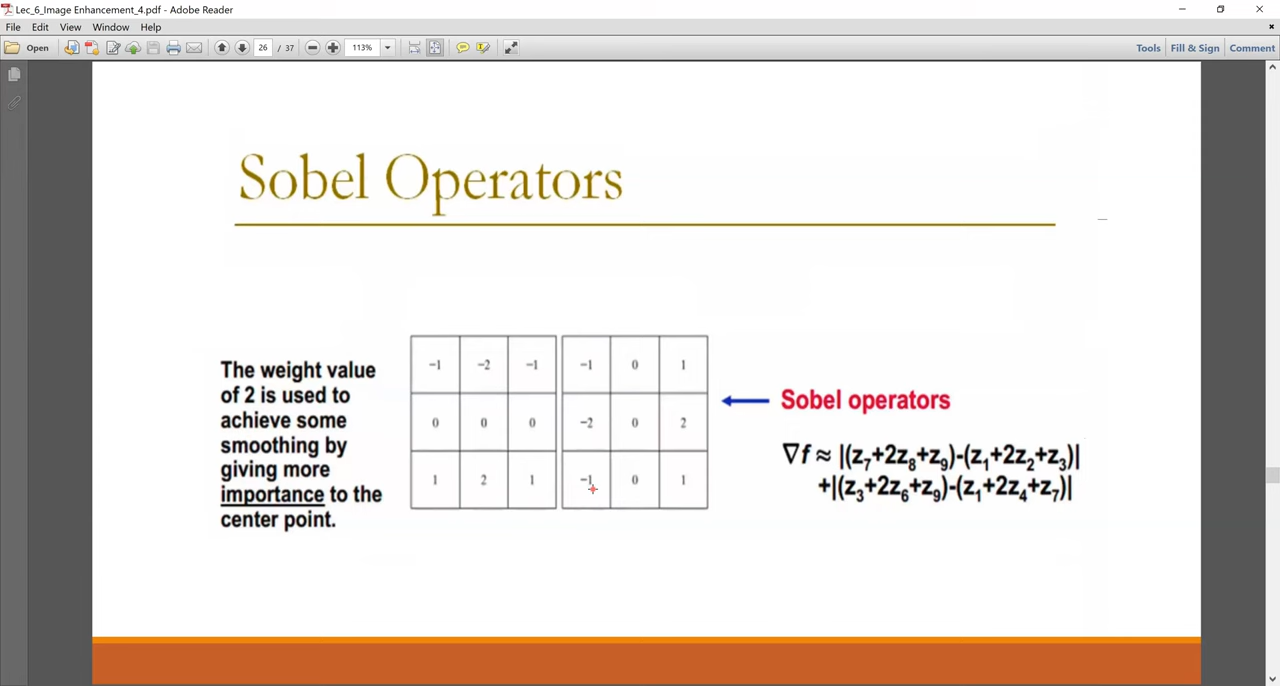 Lec_6_Image Enhancement_4.pdf - Adobe Reader
File Edit View Window Help
Open 26 / 37 113% Tools Fill & Sign Comment
Sobel Operators
The weight value
of 2 is used to
achieve some
smoothing by
giving more
importance to the
center point.
-1 -2 -1 -1 0 1
0 0 0 -2 0 2
1 2 1 -1 0 1
Sobel operators
∇f ≈ |(z₇+2z₈+z₉)-(z₁+2z₂+z₃)|
+|(z₃+2z₆+z₉)-(z₁+2z₄+z₇)|